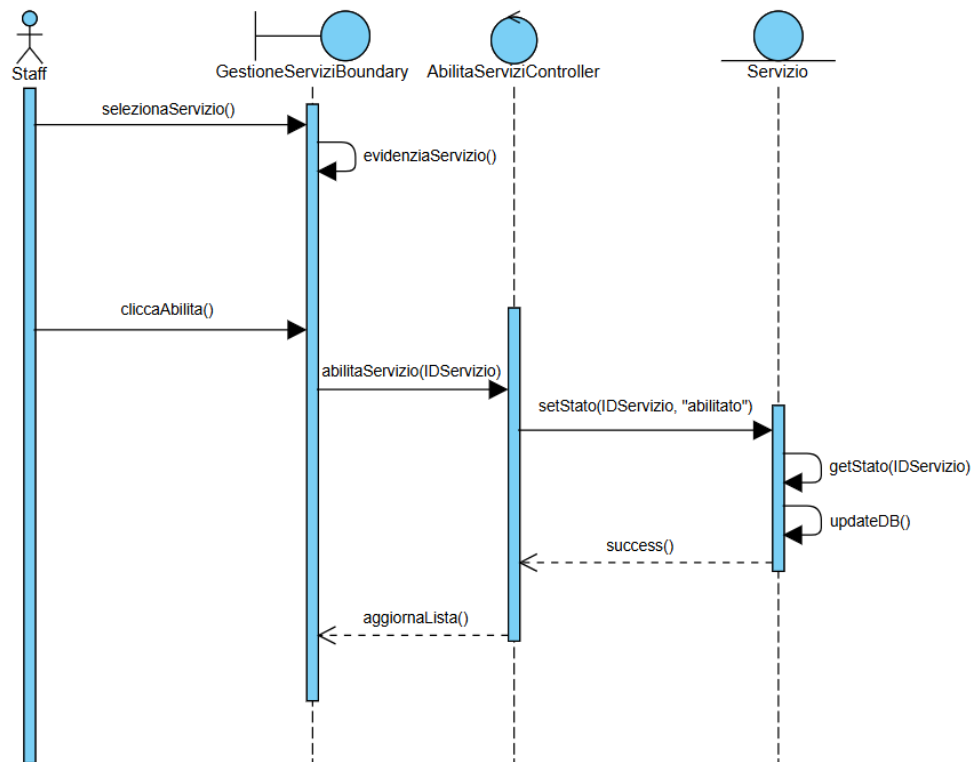 Staff
GestioneServiziBoundary
AbilitaServiziController
Servizio
selezionaServizio()
evidenziaServizio()
cliccaAbilita()
abilitaServizio(IDServizio)
setStato(IDServizio, "abilitato")
getStato(IDServizio)
updateDB()
success()
aggiornaLista()